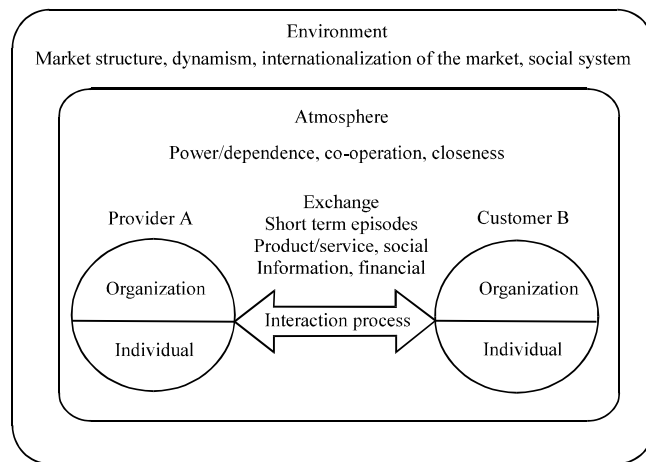 Environment
Market structure, dynamism, internationalization of the market, social system
Atmosphere
Power/dependence, co-operation, closeness
Exchange
Provider A
Short term episodes
Customer B
Product/service, social
Information, financial
Organization
Interaction process
Organization
Individual
Individual